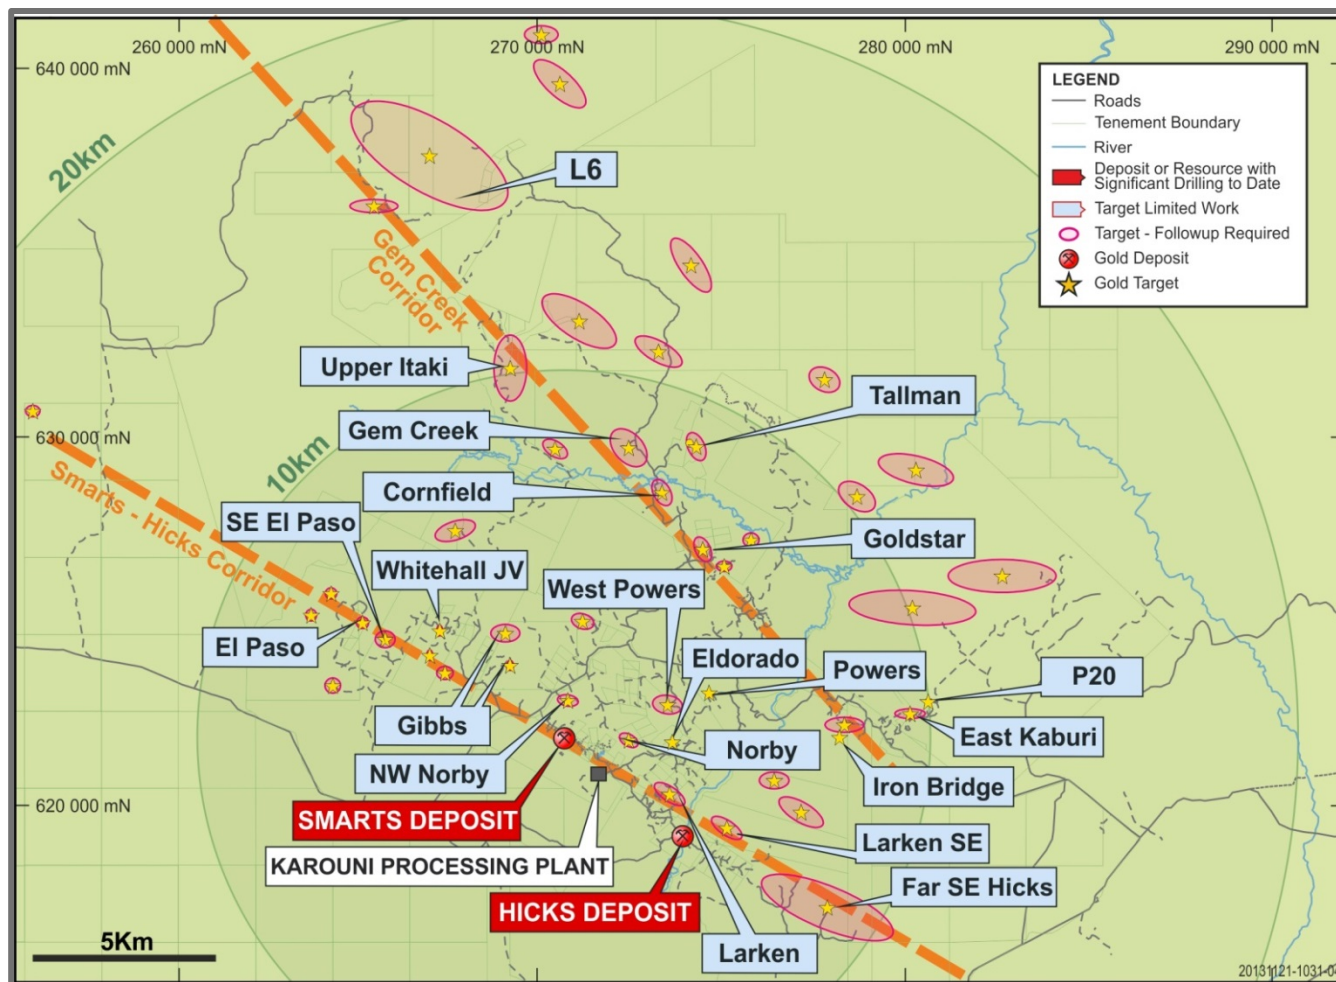 260 000 mN
270 000 mN
280 000 mN
290 000 mN
640 000 mN
630 000 mN
620 000 mN
LEGEND
Roads
Tenement Boundary
River
Deposit or Resource with
Significant Drilling to Date
Target Limited Work
Target - Followup Required
Gold Deposit
Gold Target
20km
10km
L6
Gem Creek
Corridor
Upper Itaki
Tallman
Gem Creek
Cornfield
Smarts - Hicks Corridor
SE El Paso
Goldstar
Whitehall JV
West Powers
El Paso
Eldorado
Powers
P20
Gibbs
NW Norby
Norby
East Kaburi
Iron Bridge
SMARTS DEPOSIT
KAROUNI PROCESSING PLANT
Larken SE
HICKS DEPOSIT
Far SE Hicks
Larken
5Km